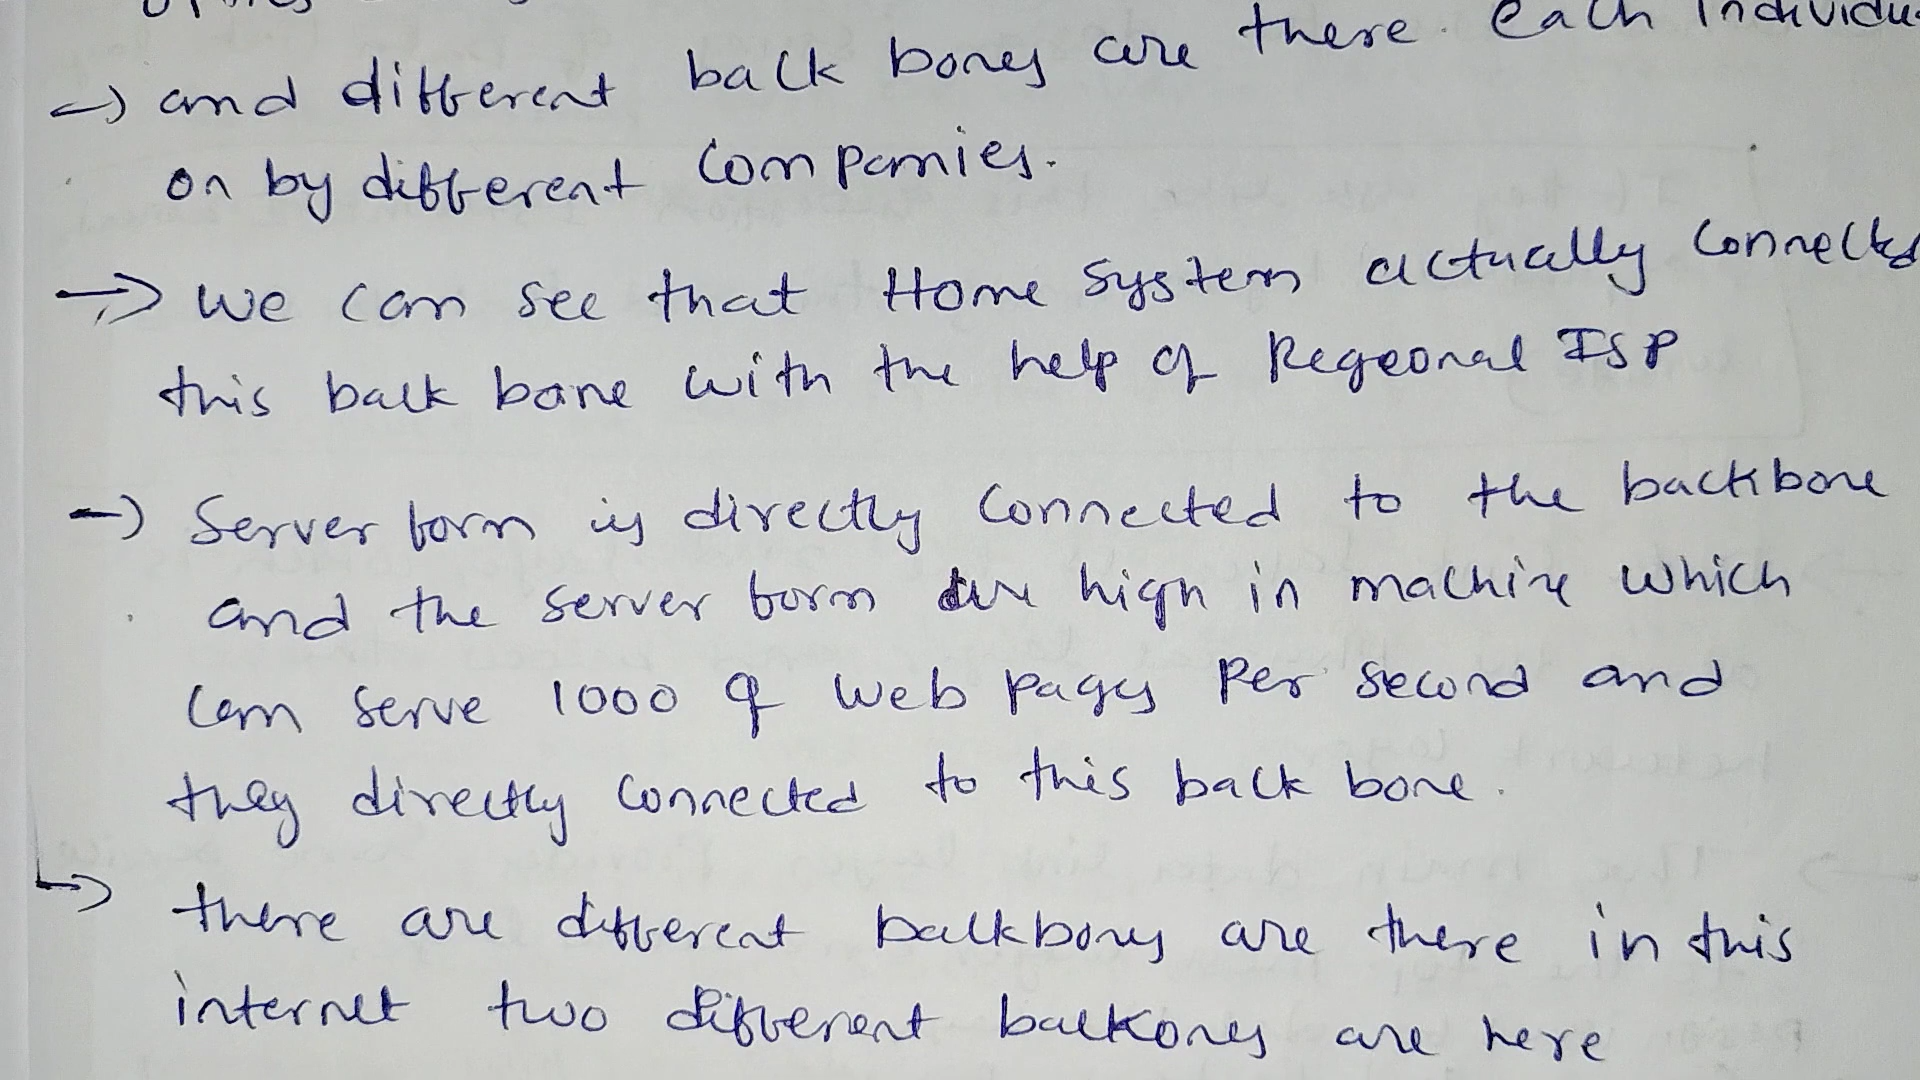 → and different back bones are there. each individu
on by different companies.
→ we can see that Home System actually connected
this back bone with the help of Regeonal ISP
→ Server form is directly connected to the backbone
and the server form are high in machine which
can serve 1000 of web pages Per second and
they directly connected to this back bone.
↳ there are different backbones are there in this
internet two different backones are here